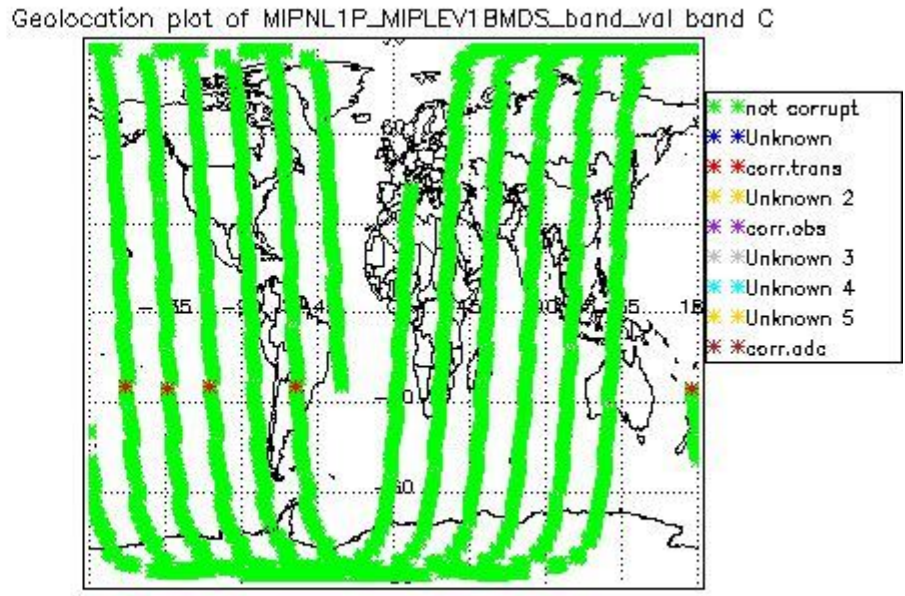 Geolocation plot of MIPNL1P_MIPLEV1BMDS_band_val band C
not corrupt
Unknown
corr.trans
Unknown 2
corr.obs
Unknown 3
Unknown 4
Unknown 5
corr.adc